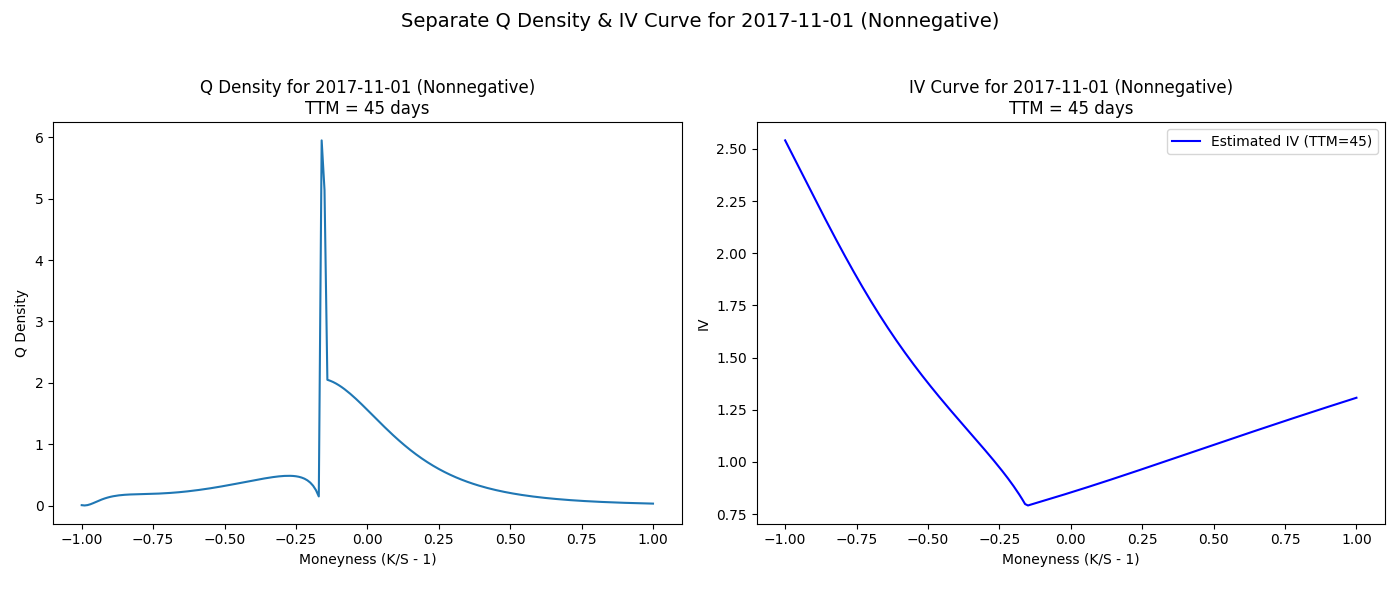 Separate Q Density & IV Curve for 2017-11-01 (Nonnegative)
Q Density for 2017-11-01 (Nonnegative)
TTM = 45 days
Q Density
6
5
4
3
2
1
0
−1.00 −0.75 −0.50 −0.25 0.00 0.25 0.50 0.75 1.00
Moneyness (K/S - 1)
IV Curve for 2017-11-01 (Nonnegative)
TTM = 45 days
Estimated IV (TTM=45)
IV
2.50
2.25
2.00
1.75
1.50
1.25
1.00
0.75
−1.00 −0.75 −0.50 −0.25 0.00 0.25 0.50 0.75 1.00
Moneyness (K/S - 1)